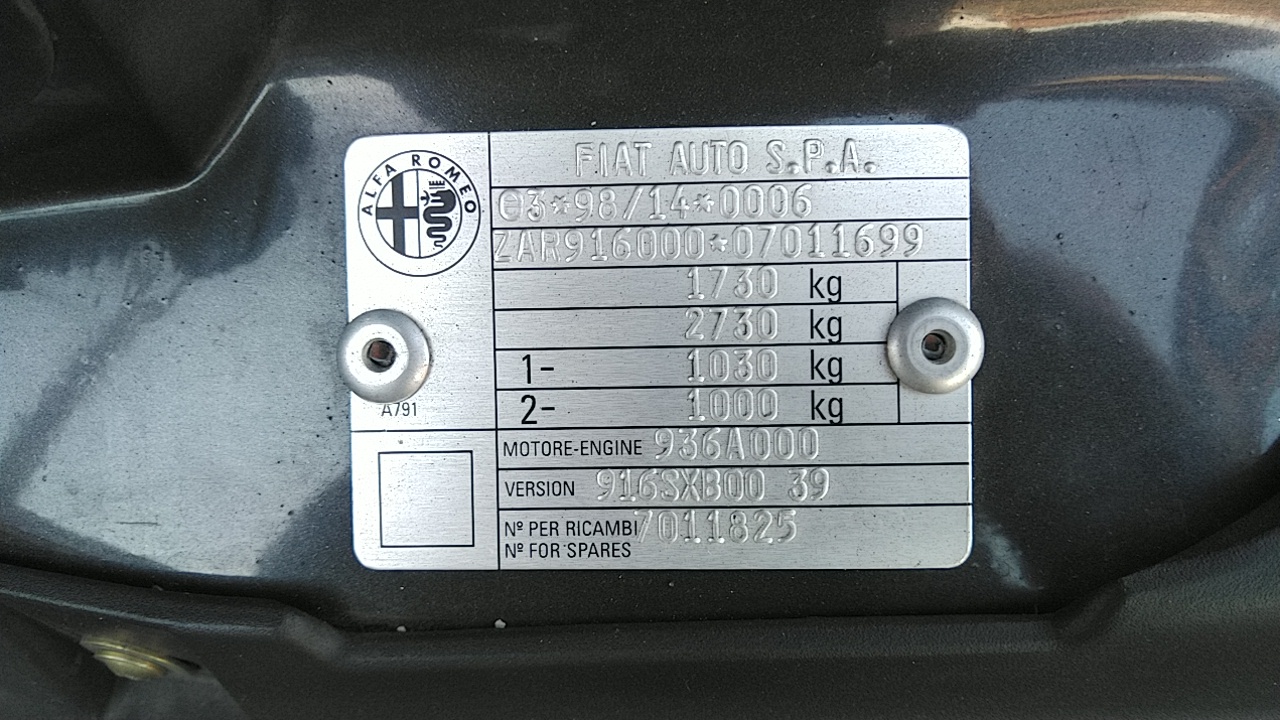 ALFA ROMEO
FIAT AUTO S.P.A.
e3*98/14*0006
ZAR916000*07011699
1730 kg
2730 kg
1- 1030 kg
2- 1000 kg
A791
MOTORE-ENGINE 936A000
VERSION 916SXB00 39
Nº PER RICAMBI 7011825
Nº FOR SPARES